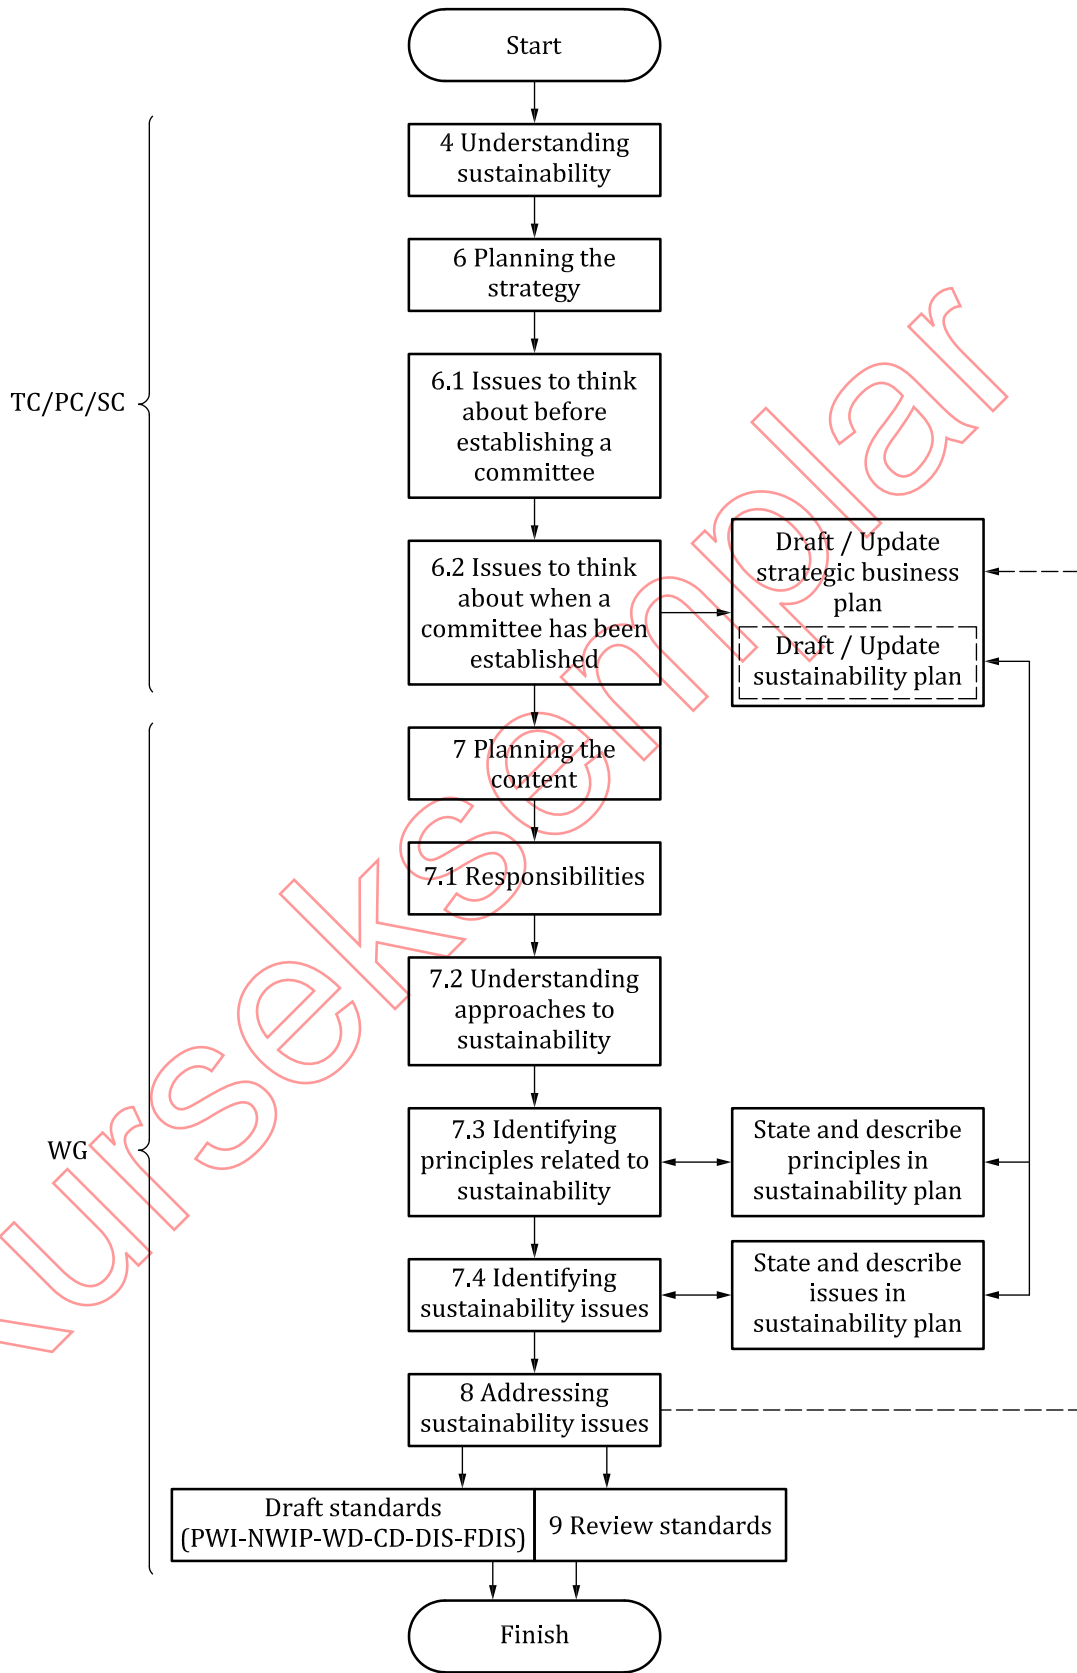 Start
4 Understanding
sustainability
6 Planning the
strategy
TC/PC/SC
6.1 Issues to think
about before
establishing a
committee
6.2 Issues to think
about when a
committee has been
established
Draft / Update
strategic business
plan
Draft / Update
sustainability plan
7 Planning the
content
7.1 Responsibilities
7.2 Understanding
approaches to
sustainability
WG
7.3 Identifying
principles related to
sustainability
State and describe
principles in
sustainability plan
7.4 Identifying
sustainability issues
State and describe
issues in
sustainability plan
8 Addressing
sustainability issues
Draft standards
(PWI-NWIP-WD-CD-DIS-FDIS)
9 Review standards
Finish
kurseksemplar